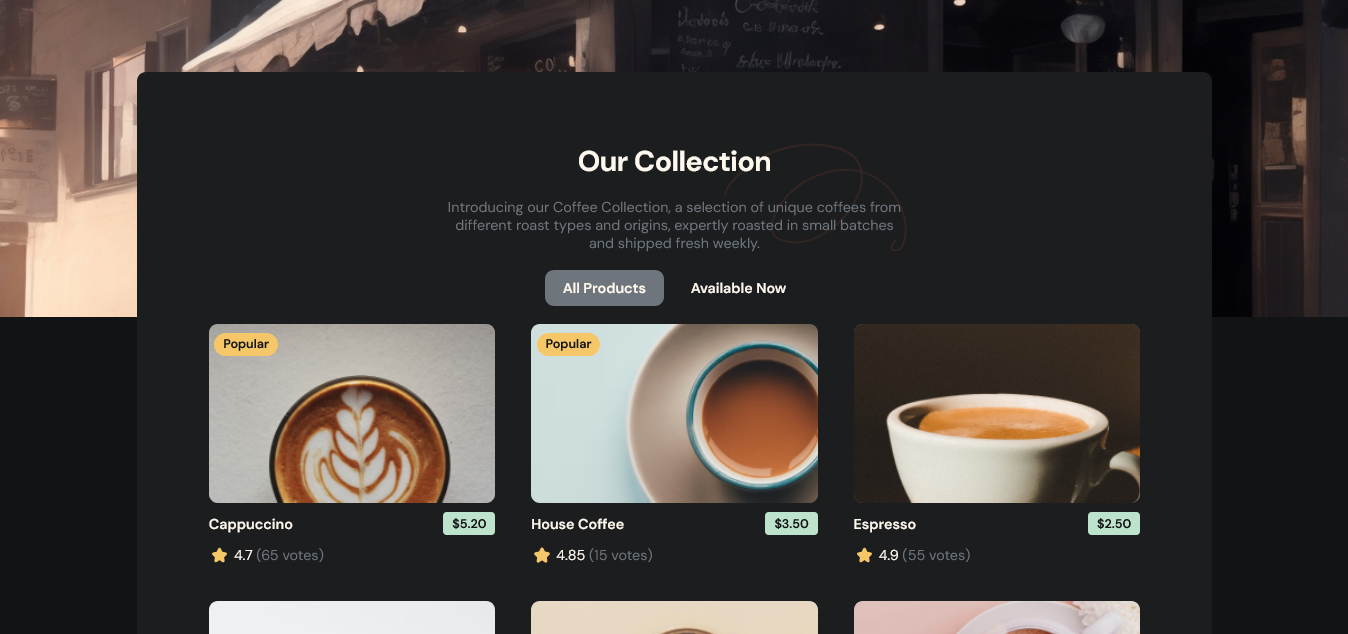 Our Collection
Introducing our Coffee Collection, a selection of unique coffees from
different roast types and origins, expertly roasted in small batches
and shipped fresh weekly.
All Products
Available Now
Popular
Popular
Cappuccino
$5.20
House Coffee
$3.50
Espresso
$2.50
4.7 (65 votes)
4.85 (15 votes)
4.9 (55 votes)